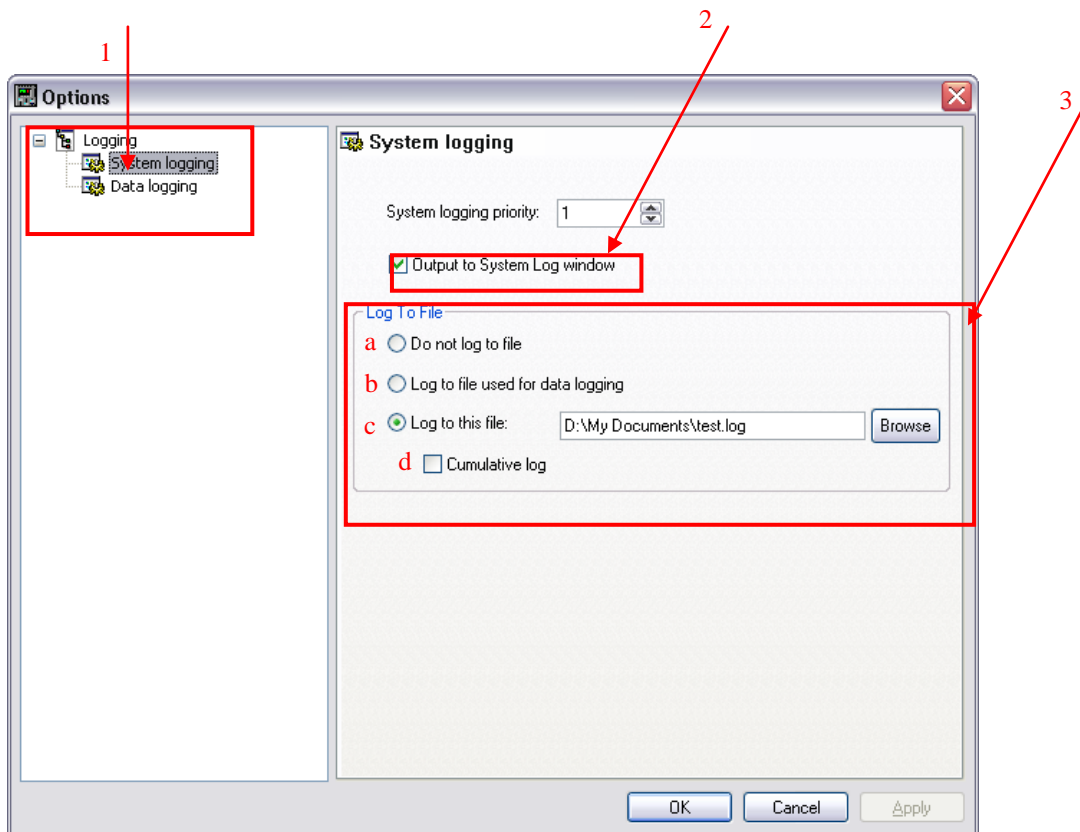 2
1
3
Options
Logging
System logging
Data logging
System logging
System logging priority: 1
Output to System Log window
Log To File
a Do not log to file
b Log to file used for data logging
c Log to this file: D:\My Documents\test.log Browse
d Cumulative log
OK Cancel Apply